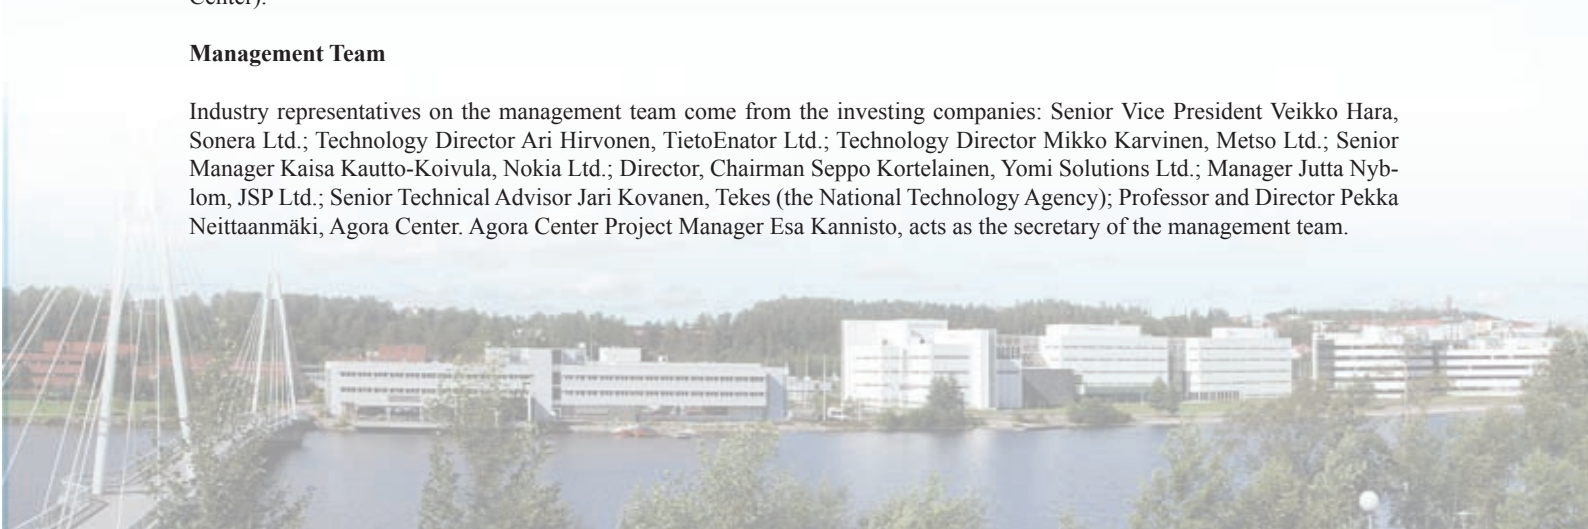 Center).
Management Team
Industry representatives on the management team come from the investing companies: Senior Vice President Veikko Hara,
Sonera Ltd.; Technology Director Ari Hirvonen, TietoEnator Ltd.; Technology Director Mikko Karvinen, Metso Ltd.; Senior
Manager Kaisa Kautto-Koivula, Nokia Ltd.; Director, Chairman Seppo Kortelainen, Yomi Solutions Ltd.; Manager Jutta Nyb-
lom, JSP Ltd.; Senior Technical Advisor Jari Kovanen, Tekes (the National Technology Agency); Professor and Director Pekka
Neittaanmäki, Agora Center. Agora Center Project Manager Esa Kannisto, acts as the secretary of the management team.